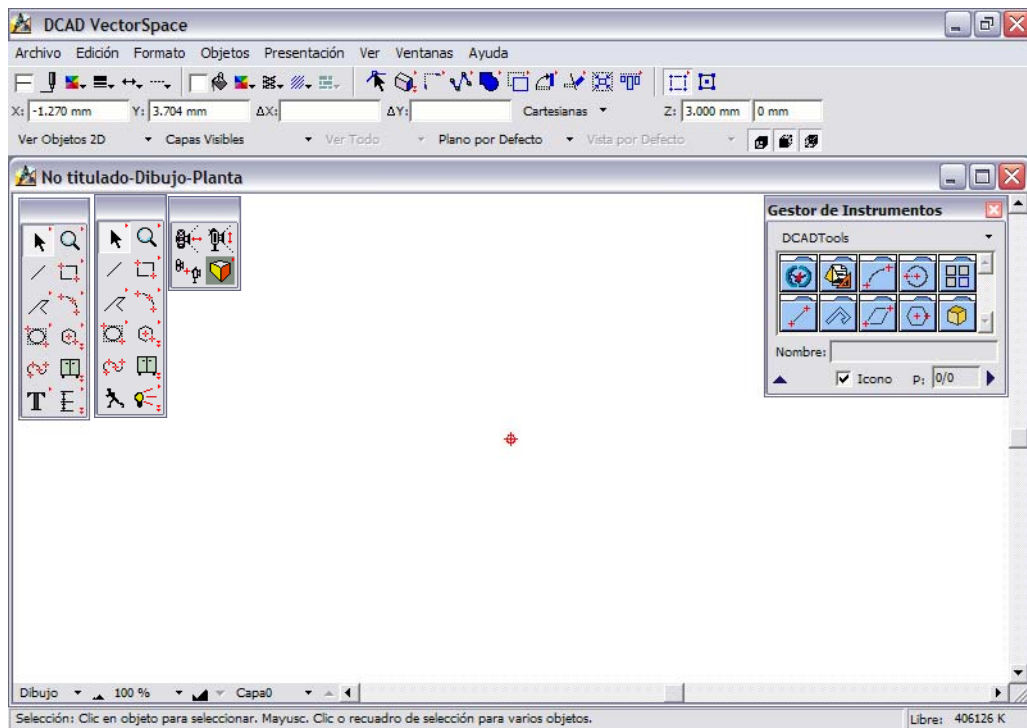 DCAD VectorSpace
Archivo Edición Formato Objetos Presentación Ver Ventanas Ayuda
X: -1.270 mm Y: 3.704 mm ΔX: ΔY: Cartesianas Z: 3.000 mm 0 mm
Ver Objetos 2D Capas Visibles Ver Todo Plano por Defecto Vista por Defecto
No titulado-Dibujo-Planta
Gestor de Instrumentos
DCADTools
Nombre:
Icono P: 0/0
T
Dibujo 100 % Capa0
Selección: Clic en objeto para seleccionar. Mayusc. Clic o recuadro de selección para varios objetos. Libre: 406126 K